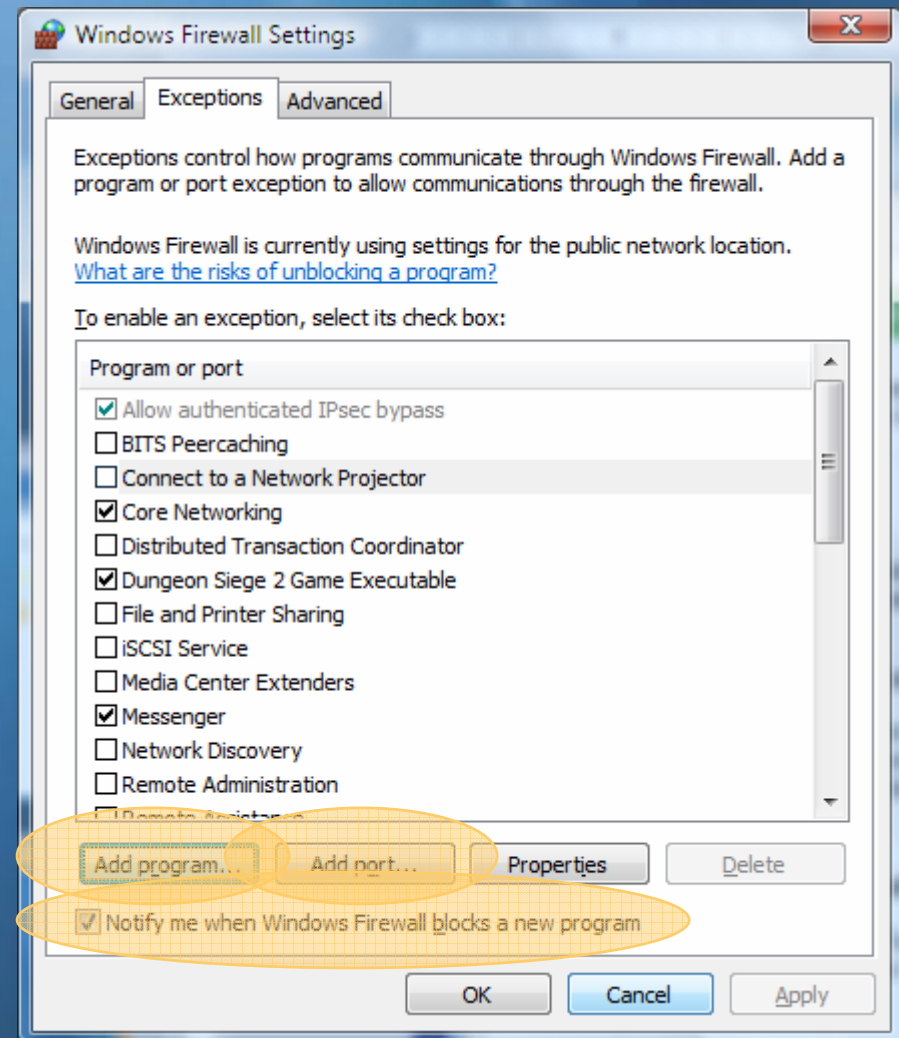 Windows Firewall Settings
General Exceptions Advanced
Exceptions control how programs communicate through Windows Firewall. Add a
program or port exception to allow communications through the firewall.
Windows Firewall is currently using settings for the public network location.
What are the risks of unblocking a program?
To enable an exception, select its check box:
Program or port
Allow authenticated IPsec bypass
BITS Peercaching
Connect to a Network Projector
Core Networking
Distributed Transaction Coordinator
Dungeon Siege 2 Game Executable
File and Printer Sharing
iSCSI Service
Media Center Extenders
Messenger
Network Discovery
Remote Administration
Remote Assistance
Add program... Add port... Properties Delete
Notify me when Windows Firewall blocks a new program
OK Cancel Apply